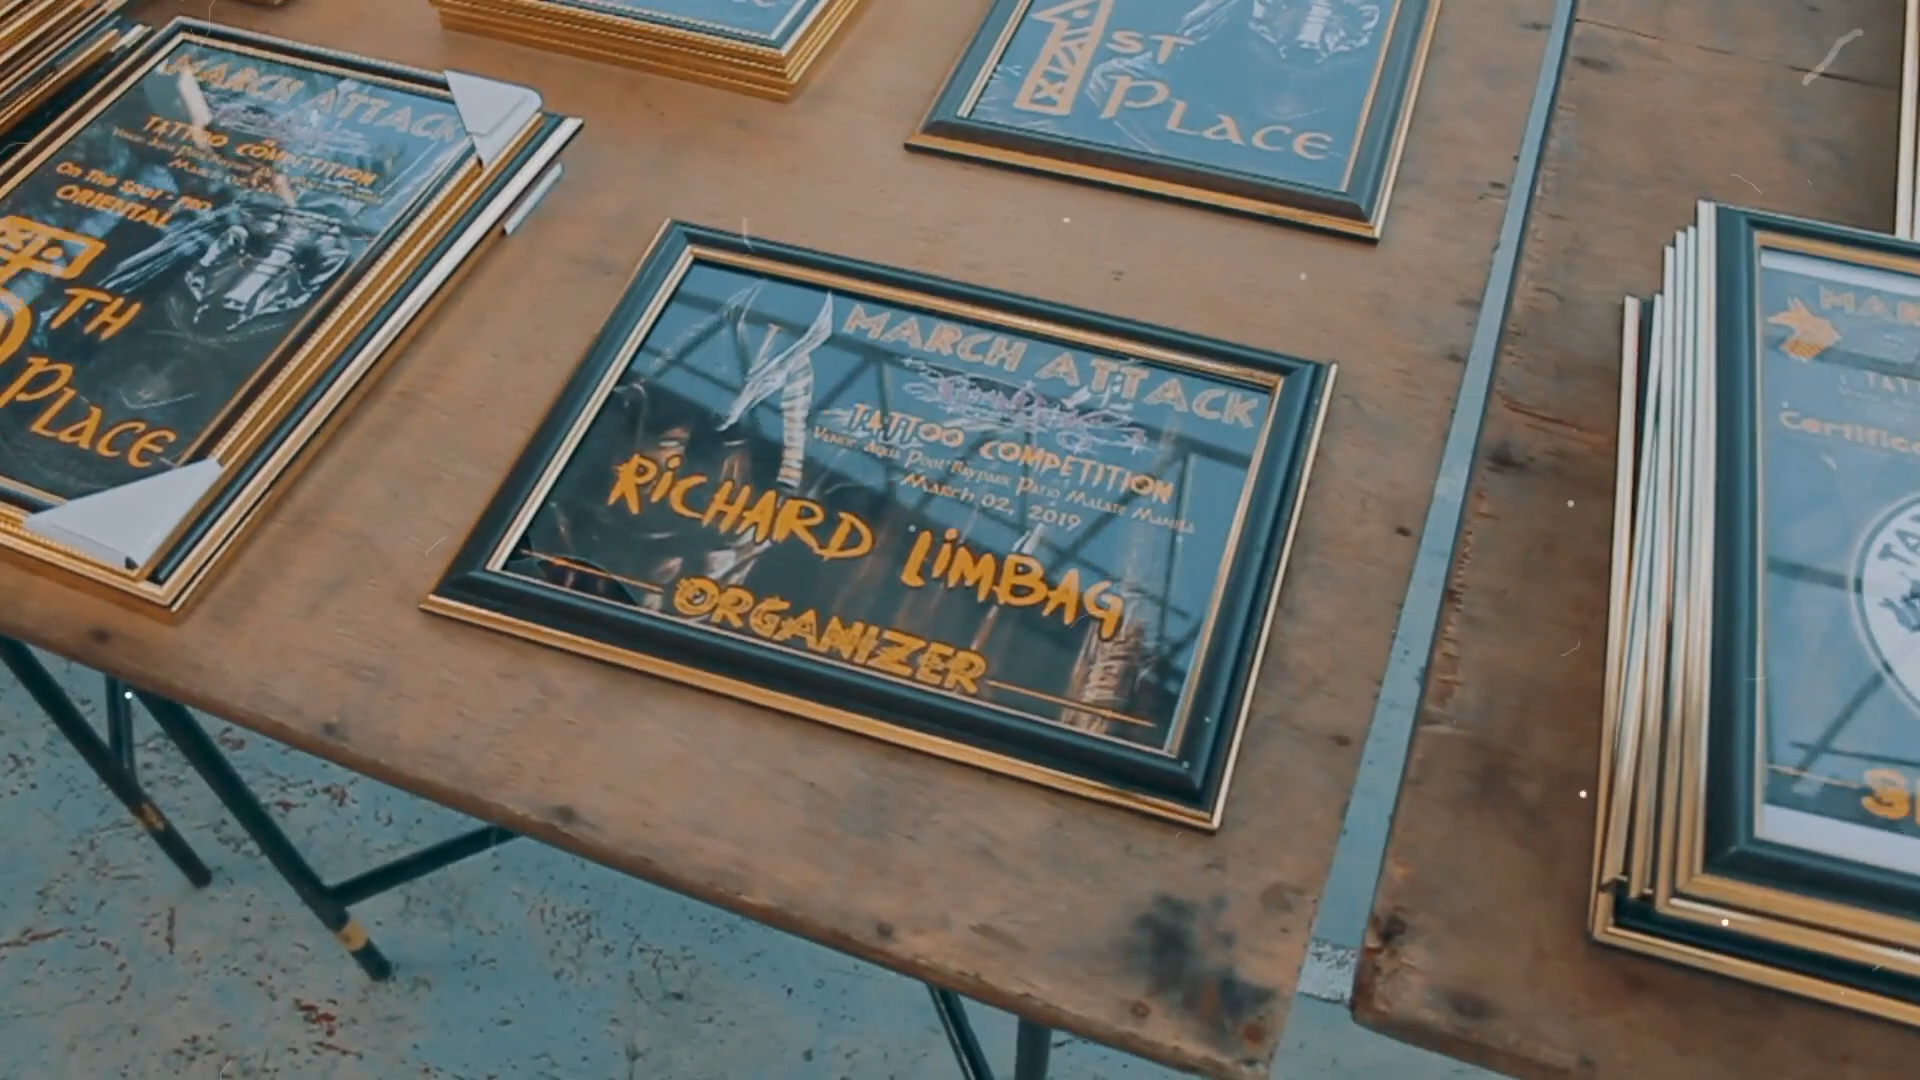 MARCH ATTACK
TATTOO COMPETITION
On The Spot - PRO
ORIENTAL
5TH
PLACE
1ST
PLACE
MARCH ATTACK
TATTOO COMPETITION
Venue: Aqua Pool Baypark Patio Malate Manila
March 02, 2019
RiCHARD LiMBAG
ORGANIZER